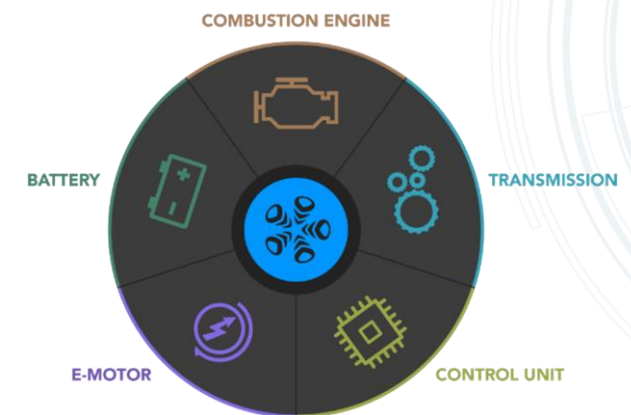 COMBUSTION ENGINE
BATTERY
TRANSMISSION
E-MOTOR
CONTROL UNIT